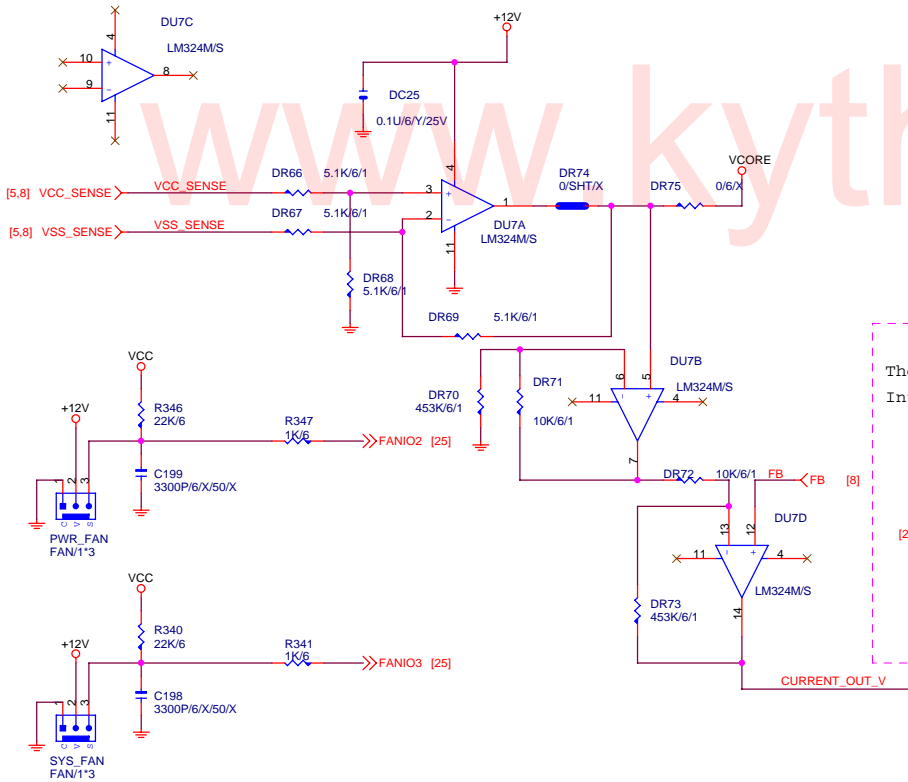 www.kyth
DU7C
LM324M/S
4
10
+
9
-
8
11
+12V
DC25
0.1U/6/Y/25V
VCORE
[5,8] VCC_SENSE
VCC_SENSE
DR66
5.1K/6/1
3
+
4
1
DR74
0/SHT/X
DR75
0/6/X
[5,8] VSS_SENSE
VSS_SENSE
DR67
5.1K/6/1
2
-
11
DU7A
LM324M/S
DR68
5.1K/6/1
DR69
5.1K/6/1
DR70
453K/6/1
DR71
10K/6/1
6
5
-
+
11
4
7
DU7B
LM324M/S
DR72
10K/6/1
FB
FB
[8]
13
12
-
+
11
4
14
DU7D
LM324M/S
DR73
453K/6/1
CURRENT_OUT_V
The
In
[2
VCC
+12V
R346
22K/6
R347
1K/6
FANIO2 [25]
C199
3300P/6/X/50/X
1
2
3
C
V
S
PWR_FAN
FAN/1*3
VCC
+12V
R340
22K/6
R341
1K/6
FANIO3 [25]
C198
3300P/6/X/50/X
1
2
3
C
V
S
SYS_FAN
FAN/1*3